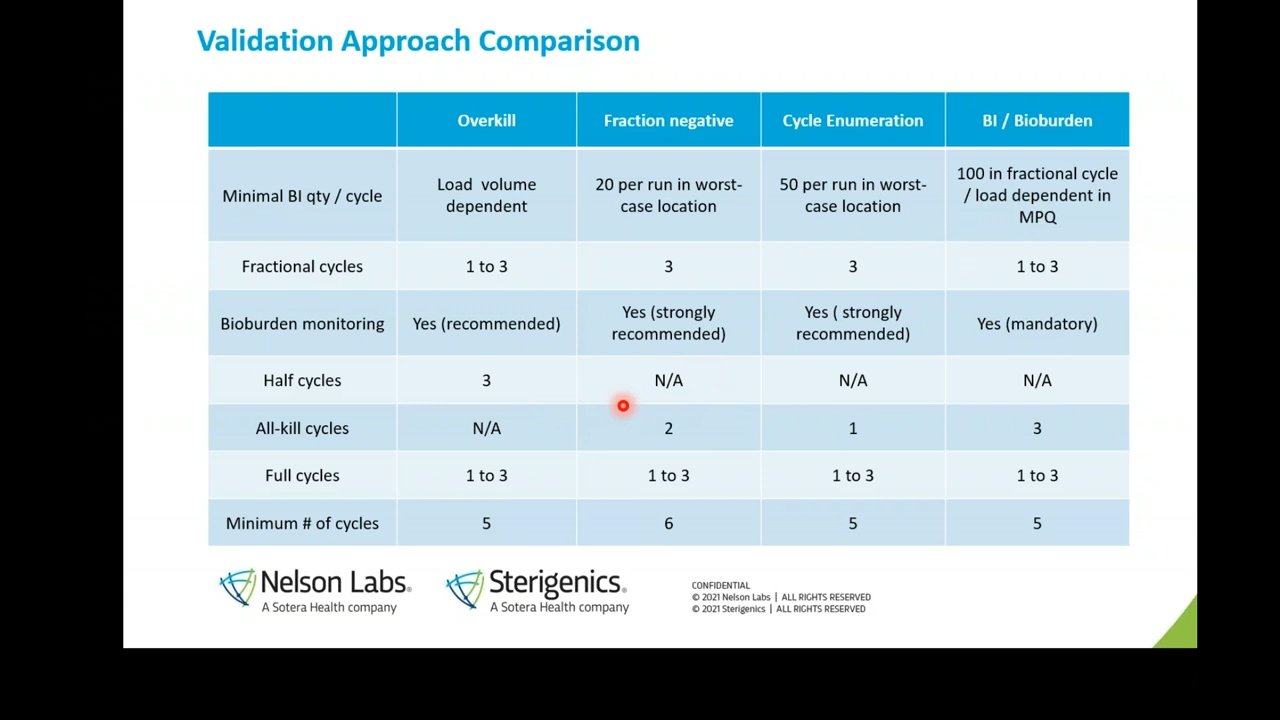 Validation Approach Comparison
Overkill
Fraction negative
Cycle Enumeration
BI / Bioburden
Minimal BI qty / cycle
Load volume
dependent
20 per run in worst-
case location
50 per run in worst-
case location
100 in fractional cycle
/ load dependent in
MPQ
Fractional cycles
1 to 3
3
3
1 to 3
Bioburden monitoring
Yes (recommended)
Yes (strongly
recommended)
Yes ( strongly
recommended)
Yes (mandatory)
Half cycles
3
N/A
N/A
N/A
All-kill cycles
N/A
2
1
3
Full cycles
1 to 3
1 to 3
1 to 3
1 to 3
Minimum # of cycles
5
6
5
5
Nelson Labs®
A Sotera Health company
Sterigenics®
A Sotera Health company
CONFIDENTIAL
© 2021 Nelson Labs | ALL RIGHTS RESERVED
© 2021 Sterigenics | ALL RIGHTS RESERVED